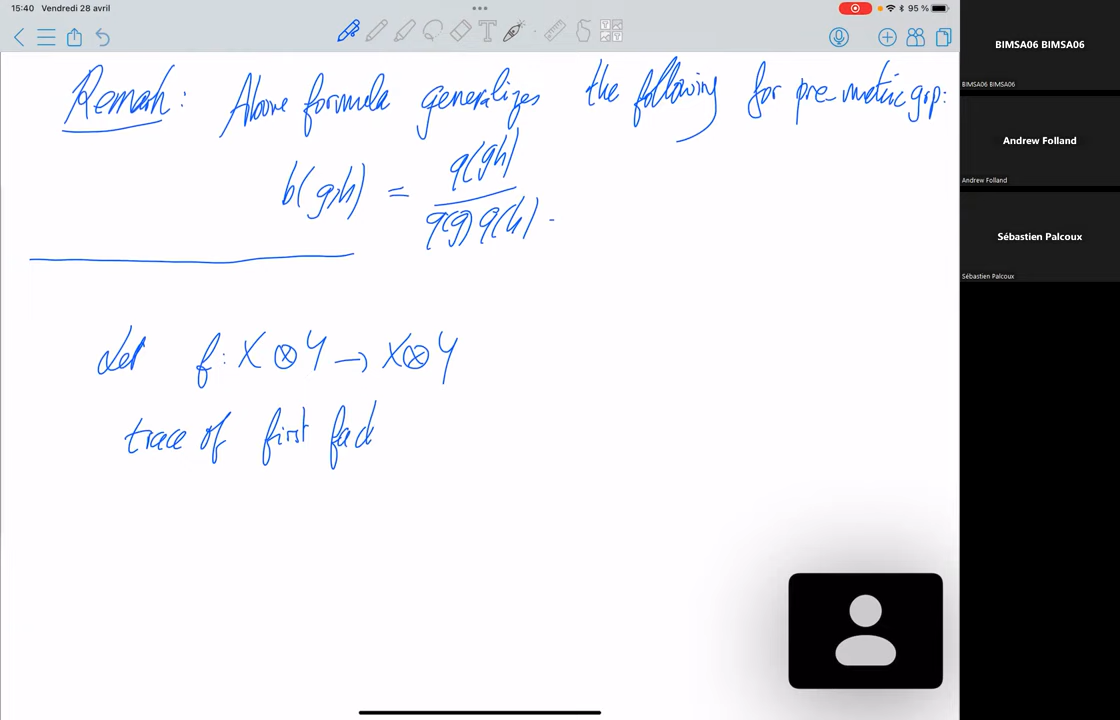 15:40 Vendredi 28 avril
95 %
Remark: Above formula generalizes the following for pre-metric grp:
b(g,h) = q(gh) / q(g) q(h) .
Let f: X ⊗ Y → X ⊗ Y
trace of first fact
BIMSA06 BIMSA06
BIMSA06 BIMSA06
Andrew Folland
Andrew Folland
Sébastien Palcoux
Sébastien Palcoux